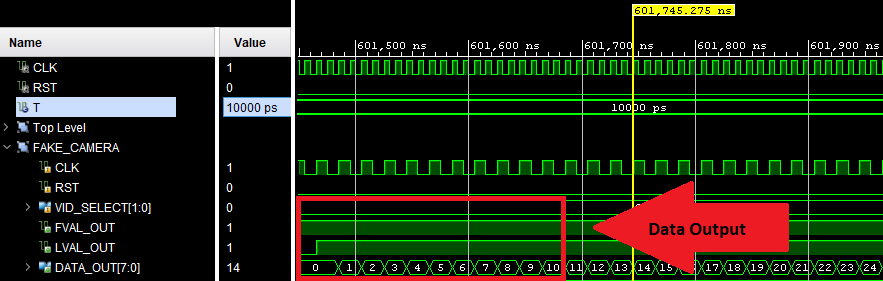 601,745.275 ns
Name Value
601,500 ns 601,600 ns 601,700 ns 601,800 ns 601,900 ns
CLK 1
RST 0
T 10000 ps 10000 ps
Top Level
FAKE_CAMERA
CLK 1
RST 0
VID_SELECT[1:0] 0
FVAL_OUT 1
Data Output
LVAL_OUT 1
DATA_OUT[7:0] 14 0 1 2 3 4 5 6 7 8 9 10 11 12 13 14 15 16 17 18 19 20 21 22 23 24